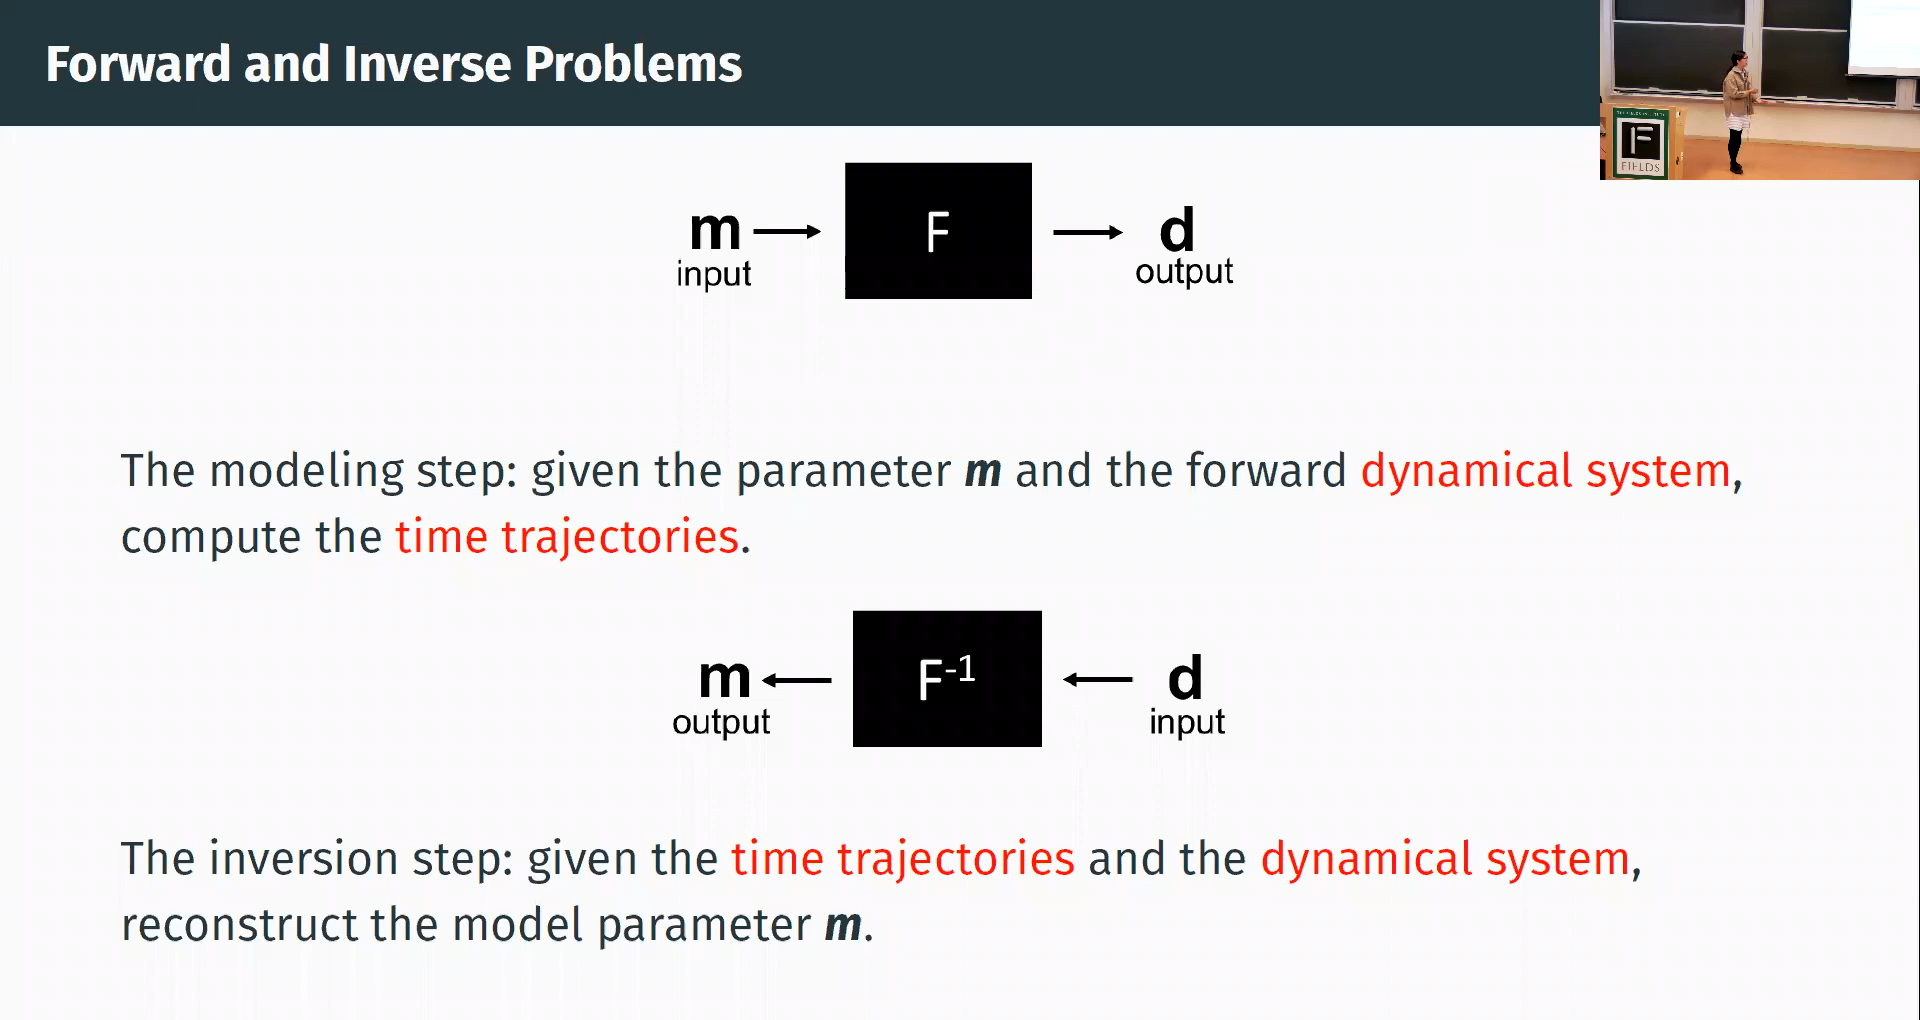 Forward and Inverse Problems
F
FIELDS
m
F
d
input
output
The modeling step: given the parameter m and the forward dynamical system,
compute the time trajectories.
m
F-1
d
output
input
The inversion step: given the time trajectories and the dynamical system,
reconstruct the model parameter m.